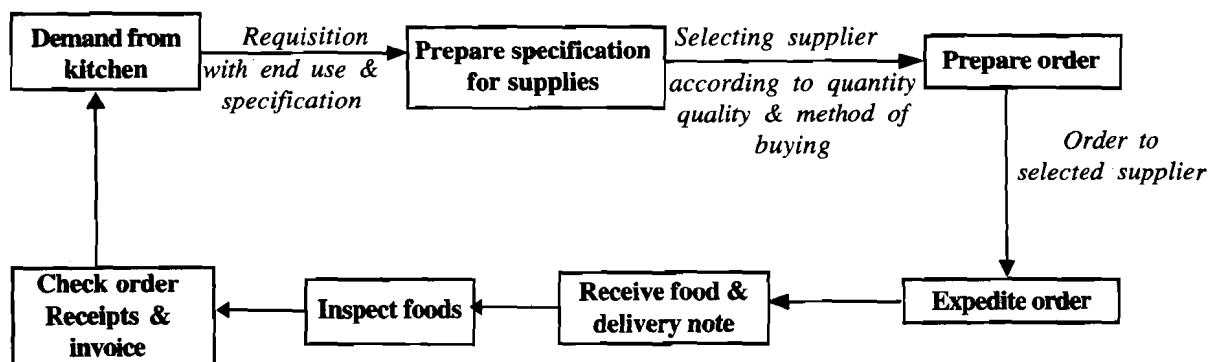 Demand from
kitchen
Requisition
with end use &
specification
Prepare specification
for supplies
Selecting supplier
according to quantity
quality & method of
buying
Prepare order
Order to
selected supplier
Expedite order
Receive food &
delivery note
Inspect foods
Check order
Receipts &
invoice